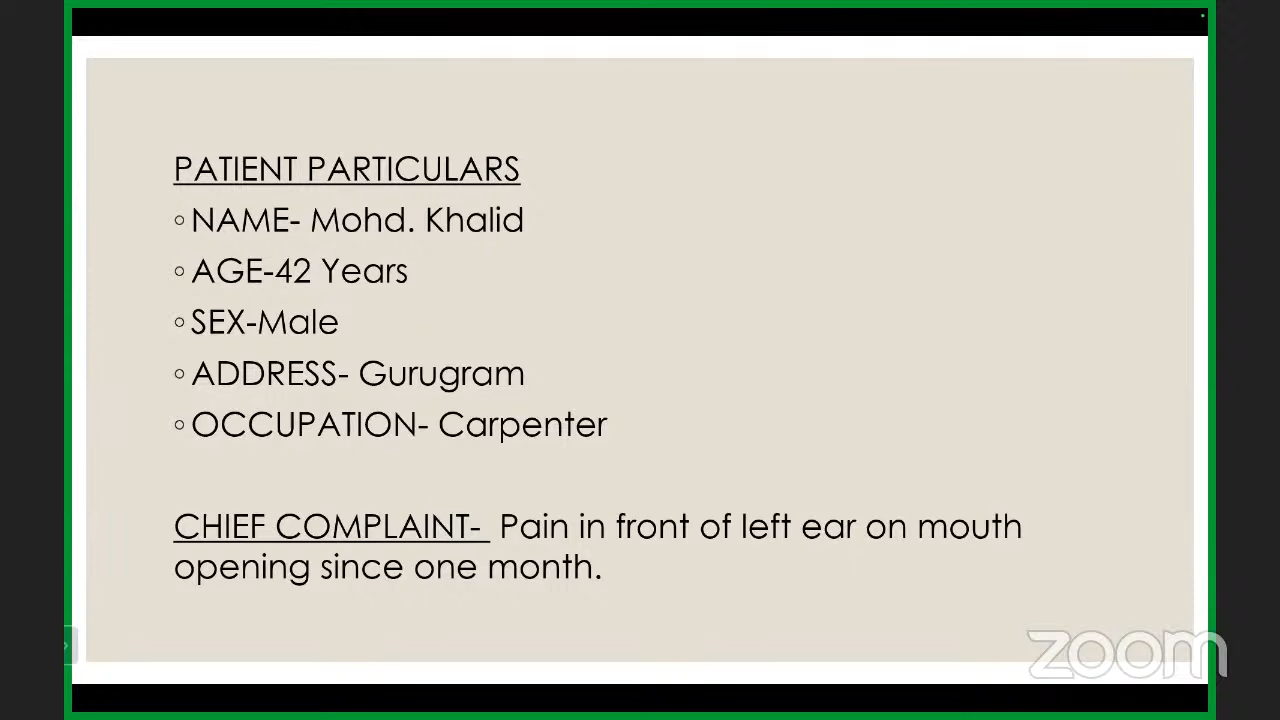 PATIENT PARTICULARS
◦NAME- Mohd. Khalid
◦AGE-42 Years
◦SEX-Male
◦ADDRESS- Gurugram
◦OCCUPATION- Carpenter
CHIEF COMPLAINT-  Pain in front of left ear on mouth
opening since one month.
zoom